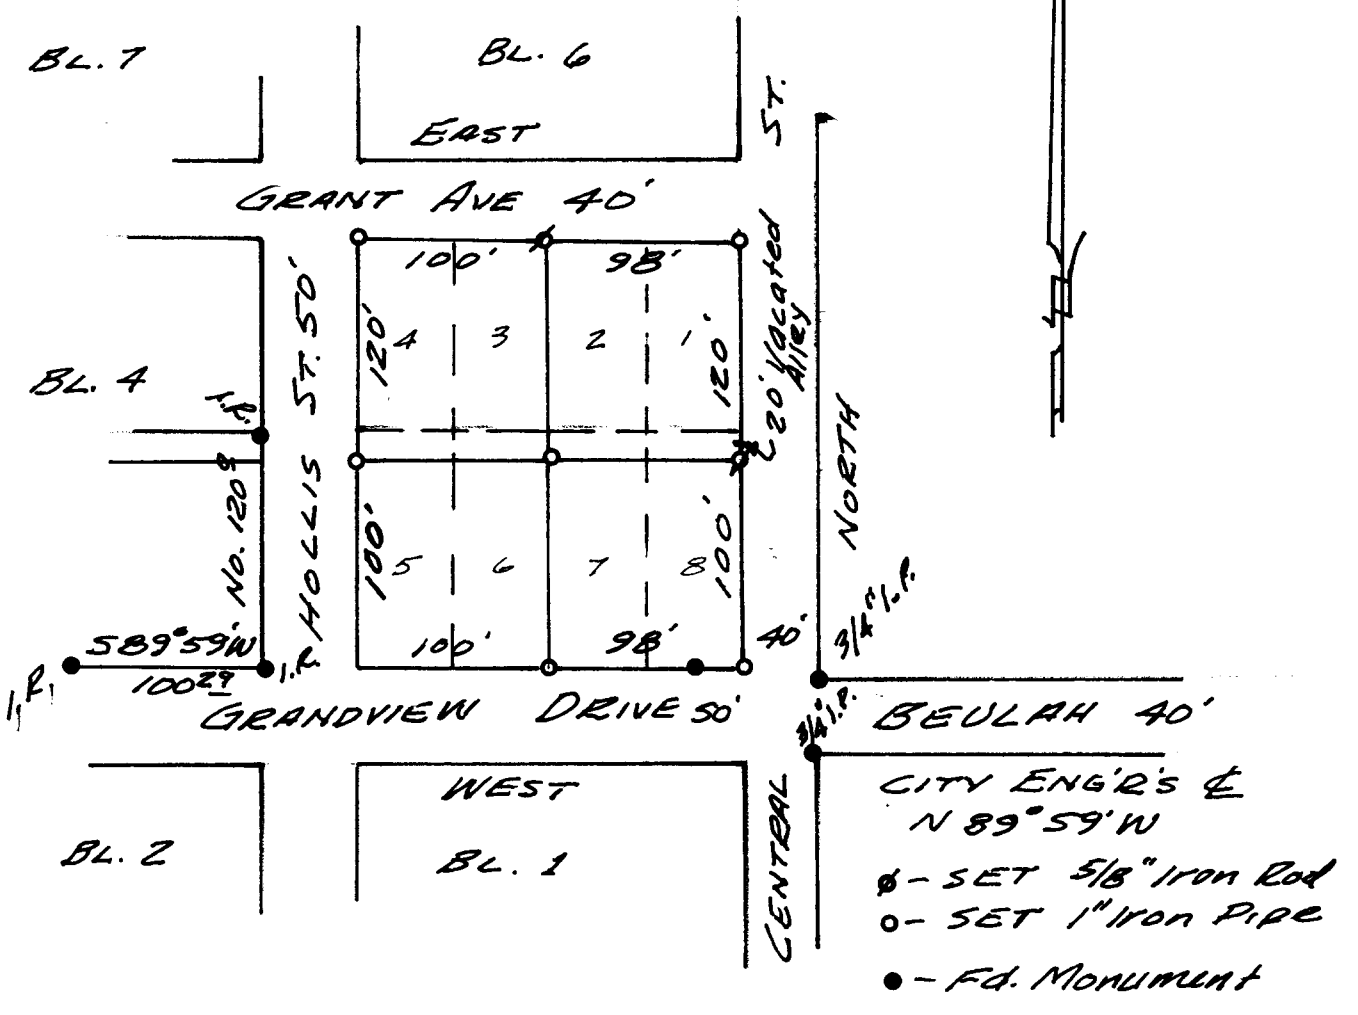 BL. 7
BL. 6
EAST
ST.
GRANT AVE 40'
100'
98'
120'
4
3
2
1
120'
20' Vacated
Alley
ST. 50'
BL. 4
I.R.
NORTH
HOLLIS
No. 120 8
100'
5
6
7
8
100'
3/4" I.P.
S 89° 59' W
100'
98'
40'
I.R.
I.R.
100 29
GRANDVIEW DRIVE 50'
3/4" I.P.
BEULAH 40'
WEST
CITY ENG'R'S ℄
N 89° 59' W
BL. 2
BL. 1
CENTRAL
ø - SET 5/8" Iron Rod
o - SET 1" Iron Pipe
● - Fd. Monument